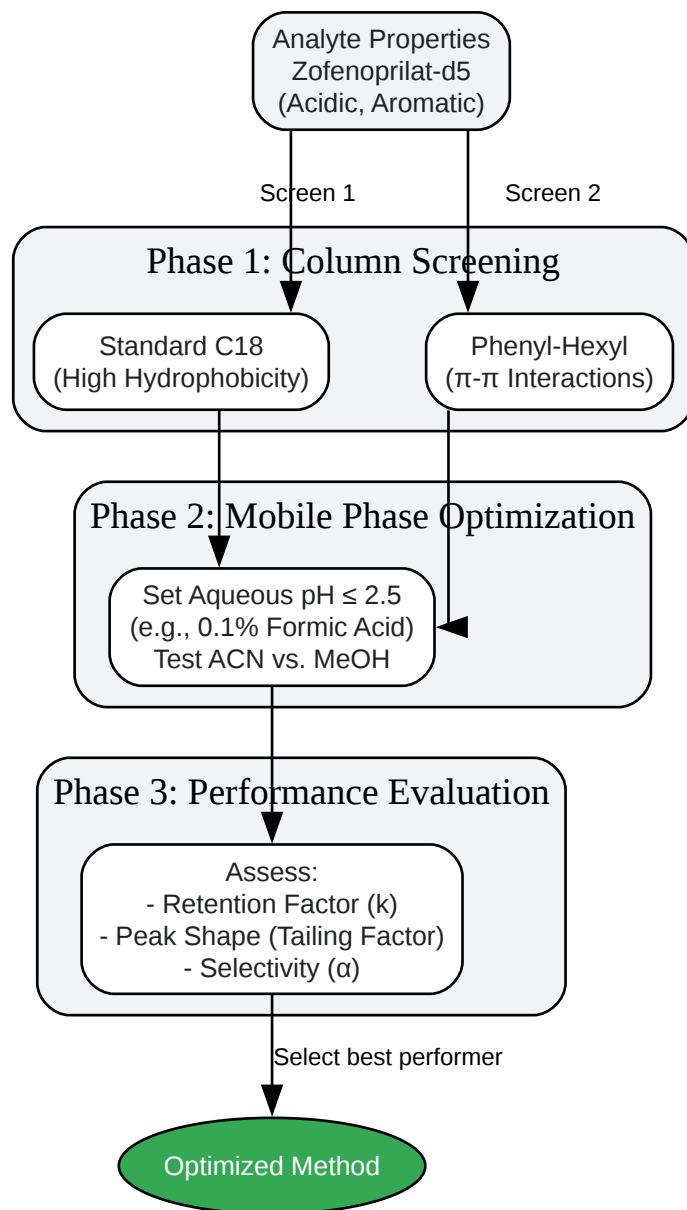 Analyte Properties
Zofenoprilat-d5
(Acidic, Aromatic)
Screen 1
Screen 2
Phase 1: Column Screening
Standard C18
(High Hydrophobicity)
Phenyl-Hexyl
(π-π Interactions)
Phase 2: Mobile Phase Optimization
Set Aqueous pH ≤ 2.5
(e.g., 0.1% Formic Acid)
Test ACN vs. MeOH
Phase 3: Performance Evaluation
Assess:
- Retention Factor (k)
- Peak Shape (Tailing Factor)
- Selectivity (α)
Select best performer
Optimized Method